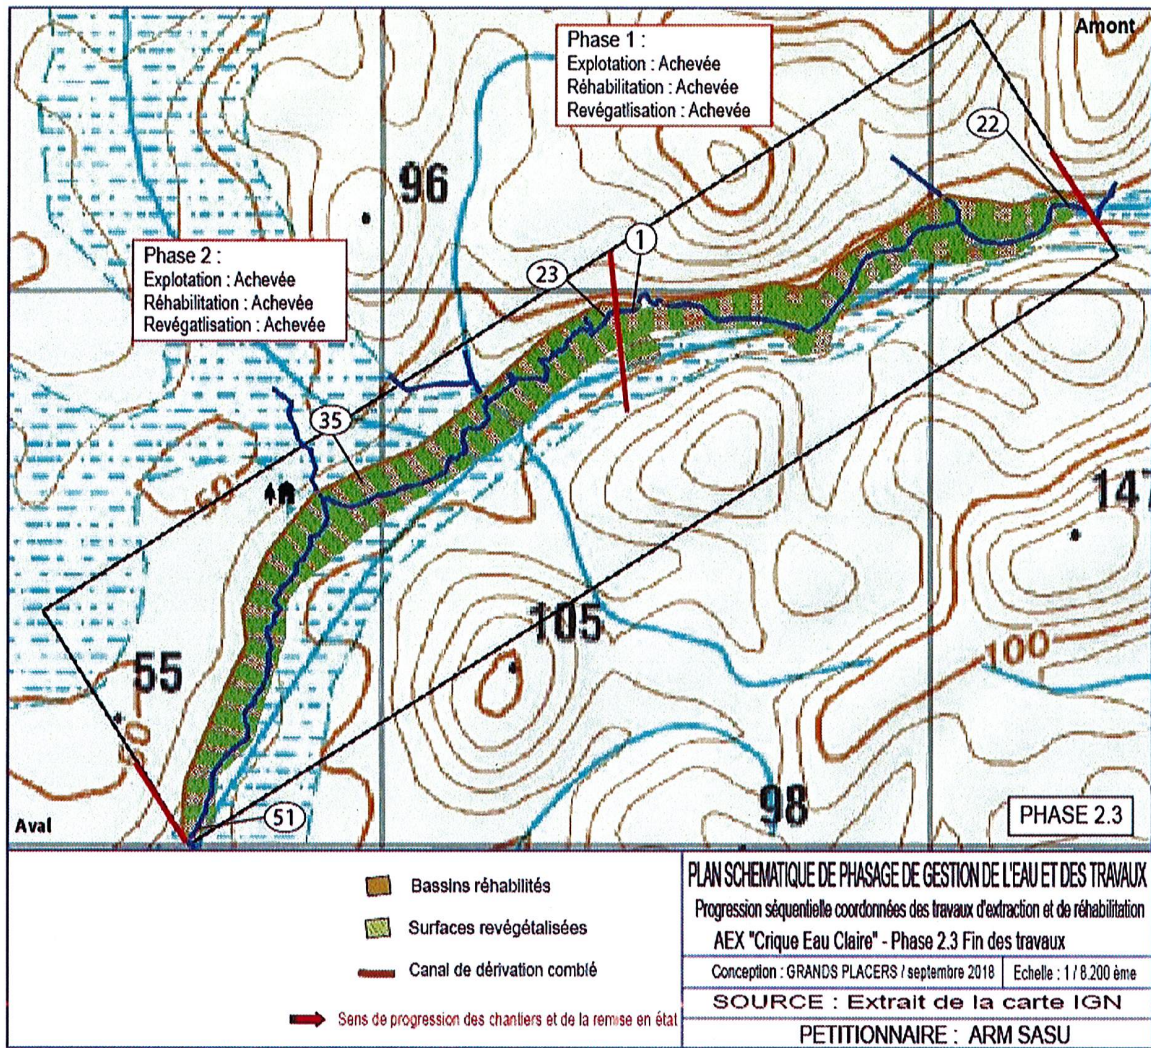 Amont
Phase 1 :
Explotation : Achevée
Réhabilitation : Achevée
Revégatlisation : Achevée
22
96
Phase 2 :
Explotation : Achevée
Réhabilitation : Achevée
Revégatlisation : Achevée
1
23
35
60
147
105
100
55
50
98
51
Aval
PHASE 2.3
Bassins réhabilités
Surfaces revégétalisées
Canal de dérivation comblé
Sens de progression des chantiers et de la remise en état
PLAN SCHEMATIQUE DE PHASAGE DE GESTION DE L'EAU ET DES TRAVAUX
Progression séquentielle coordonnées des travaux d'extraction et de réhabilitation
AEX "Crique Eau Claire" - Phase 2.3 Fin des travaux
Conception : GRANDS PLACERS / septembre 2018
Echelle : 1 / 8.200 ème
SOURCE : Extrait de la carte IGN
PETITIONNAIRE : ARM SASU